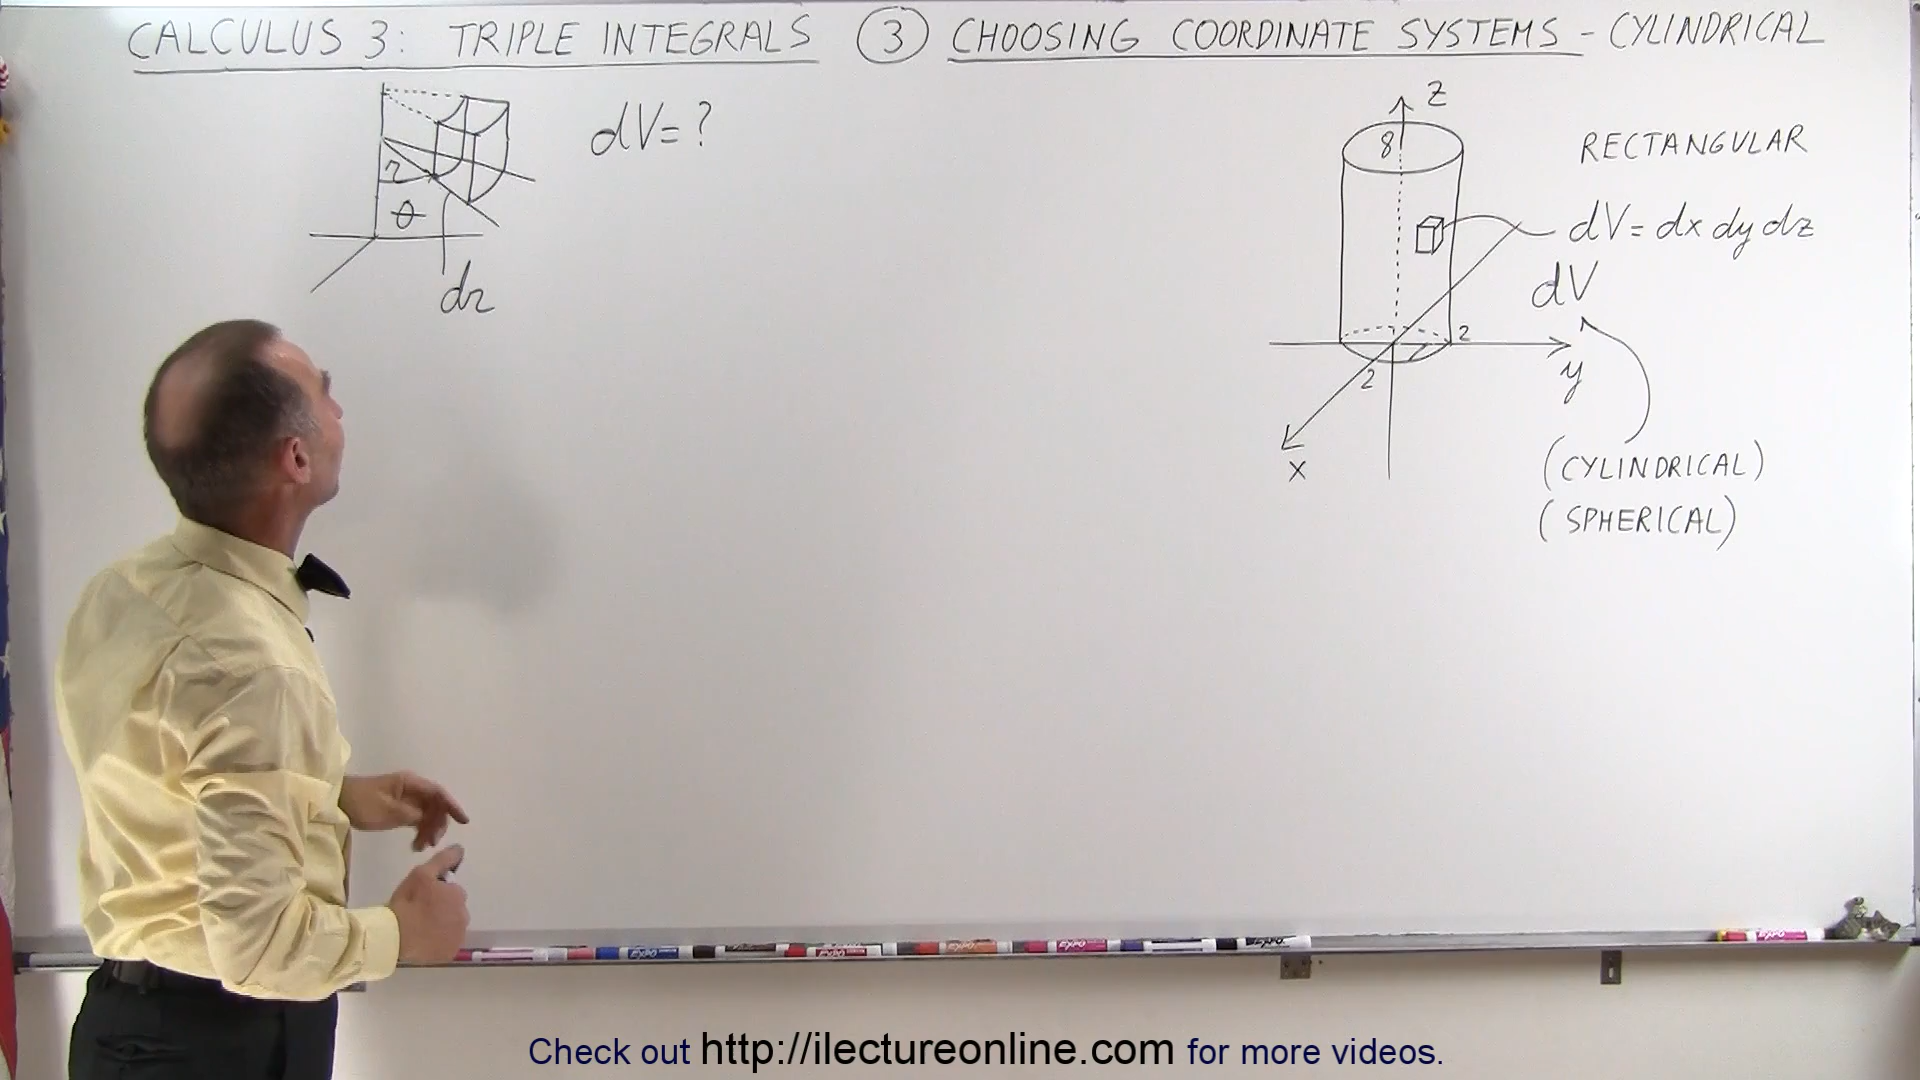 CALCULUS 3: TRIPLE INTEGRALS ③ CHOOSING COORDINATE SYSTEMS - CYLINDRICAL
dV=?
r
θ
dr
z
8
RECTANGULAR
dV=dx dy dz
dV
2
y
2
x
(CYLINDRICAL)
(SPHERICAL)
EXPO
Check out http://ilectureonline.com for more videos.